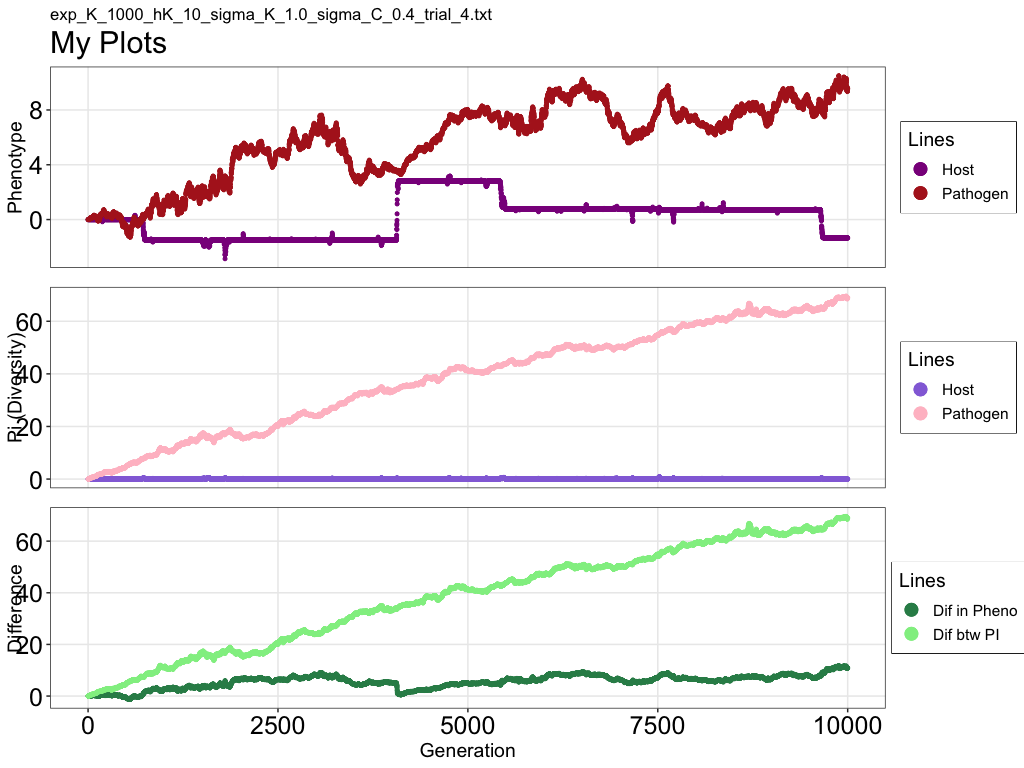 exp_K_1000_hK_10_sigma_K_1.0_sigma_C_0.4_trial_4.txt
My Plots
Phenotype
8
4
0
Lines
Host
Pathogen
Pi (Diversity)
60
40
20
0
Lines
Host
Pathogen
Difference
60
40
20
0
Lines
Dif in Pheno
Dif btw PI
0 2500 5000 7500 10000
Generation